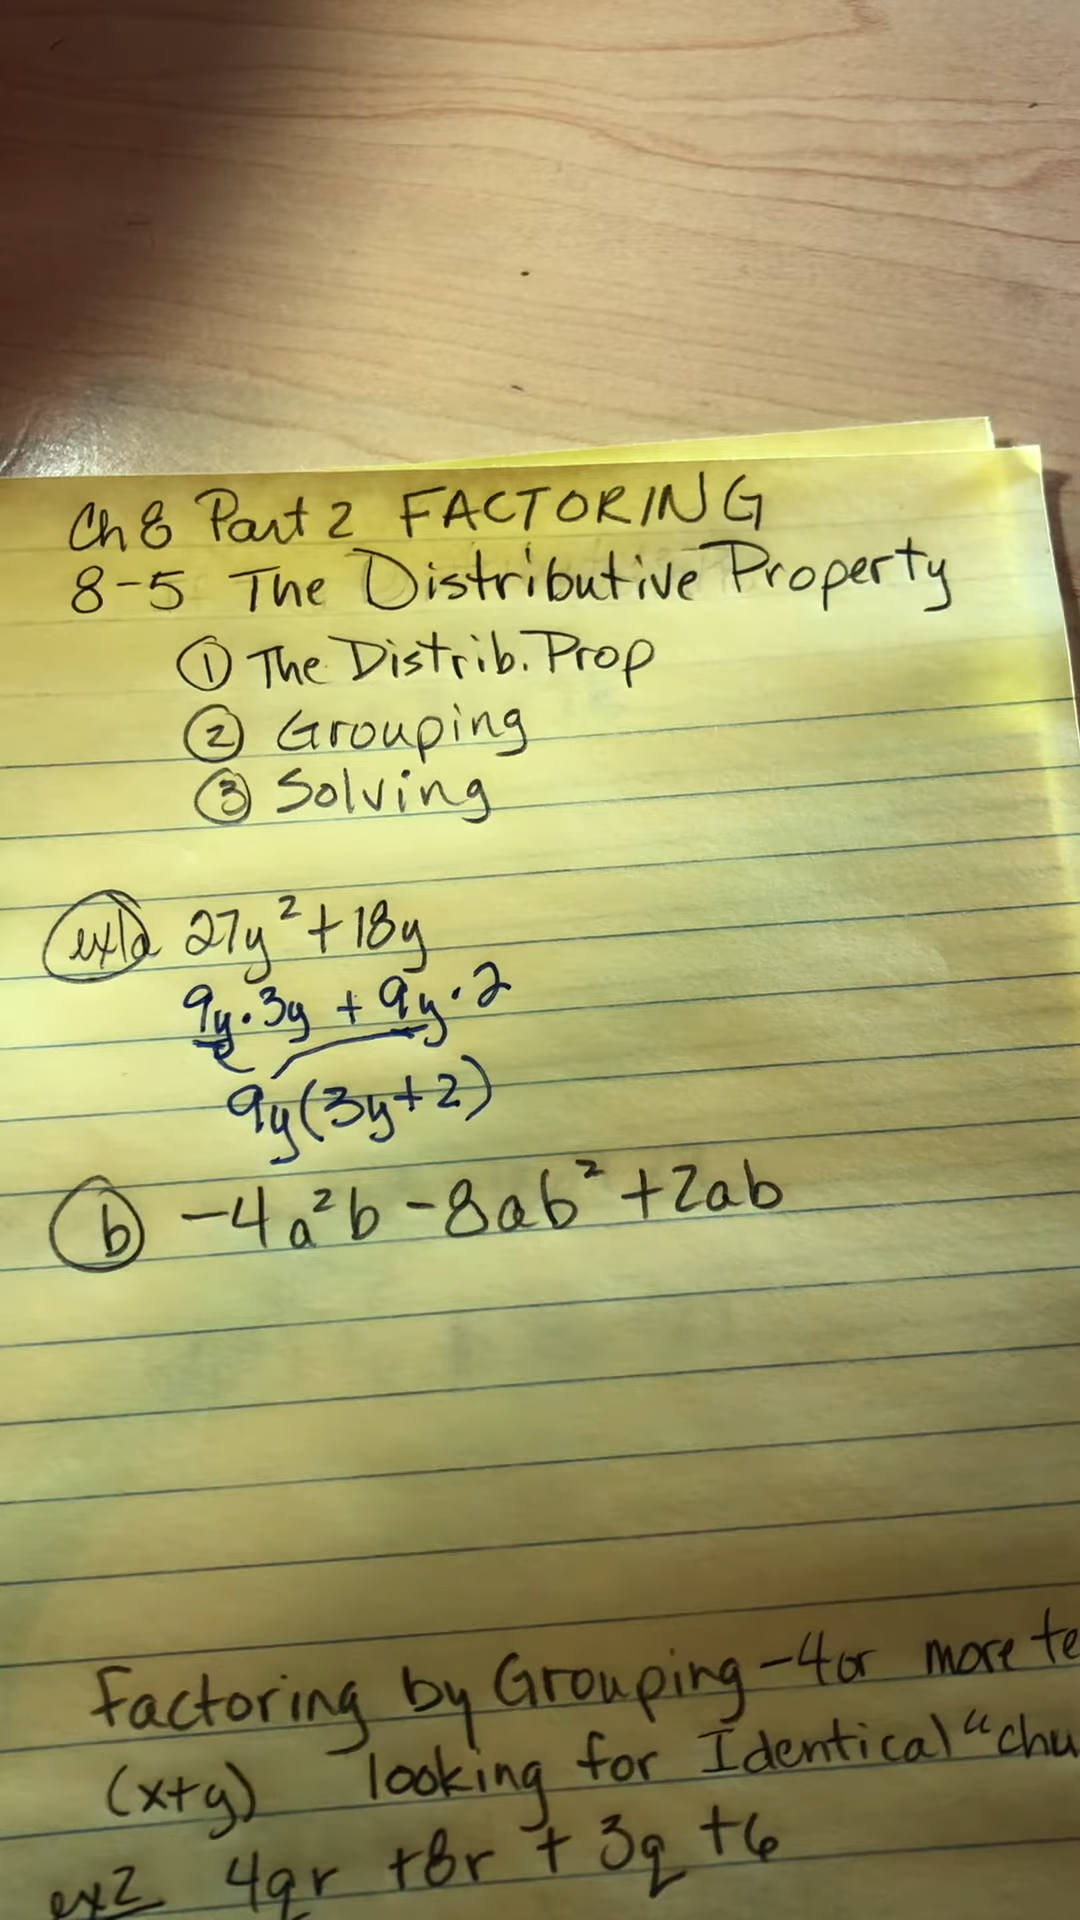 Ch 8 Part 2 FACTORING
8-5 The Distributive Property
① The Distrib. Prop
② Grouping
③ Solving
ex1a 27y² + 18y
9y · 3y + 9y · 2
9y(3y+2)
b -4a²b - 8ab² + 2ab
Factoring by Grouping - 4 or more te
(x+y) looking for Identical "chu
ex2 4qr + 8r + 3q + 6